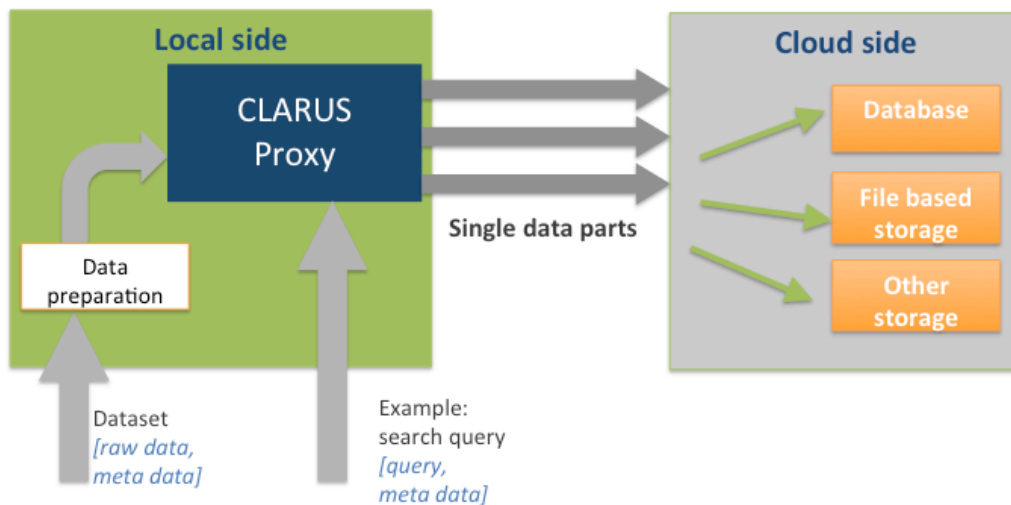 Local side
CLARUS
Proxy
Data
preparation
Dataset
[raw data,
meta data]
Example:
search query
[query,
meta data]
Single data parts
Cloud side
Database
File based
storage
Other
storage